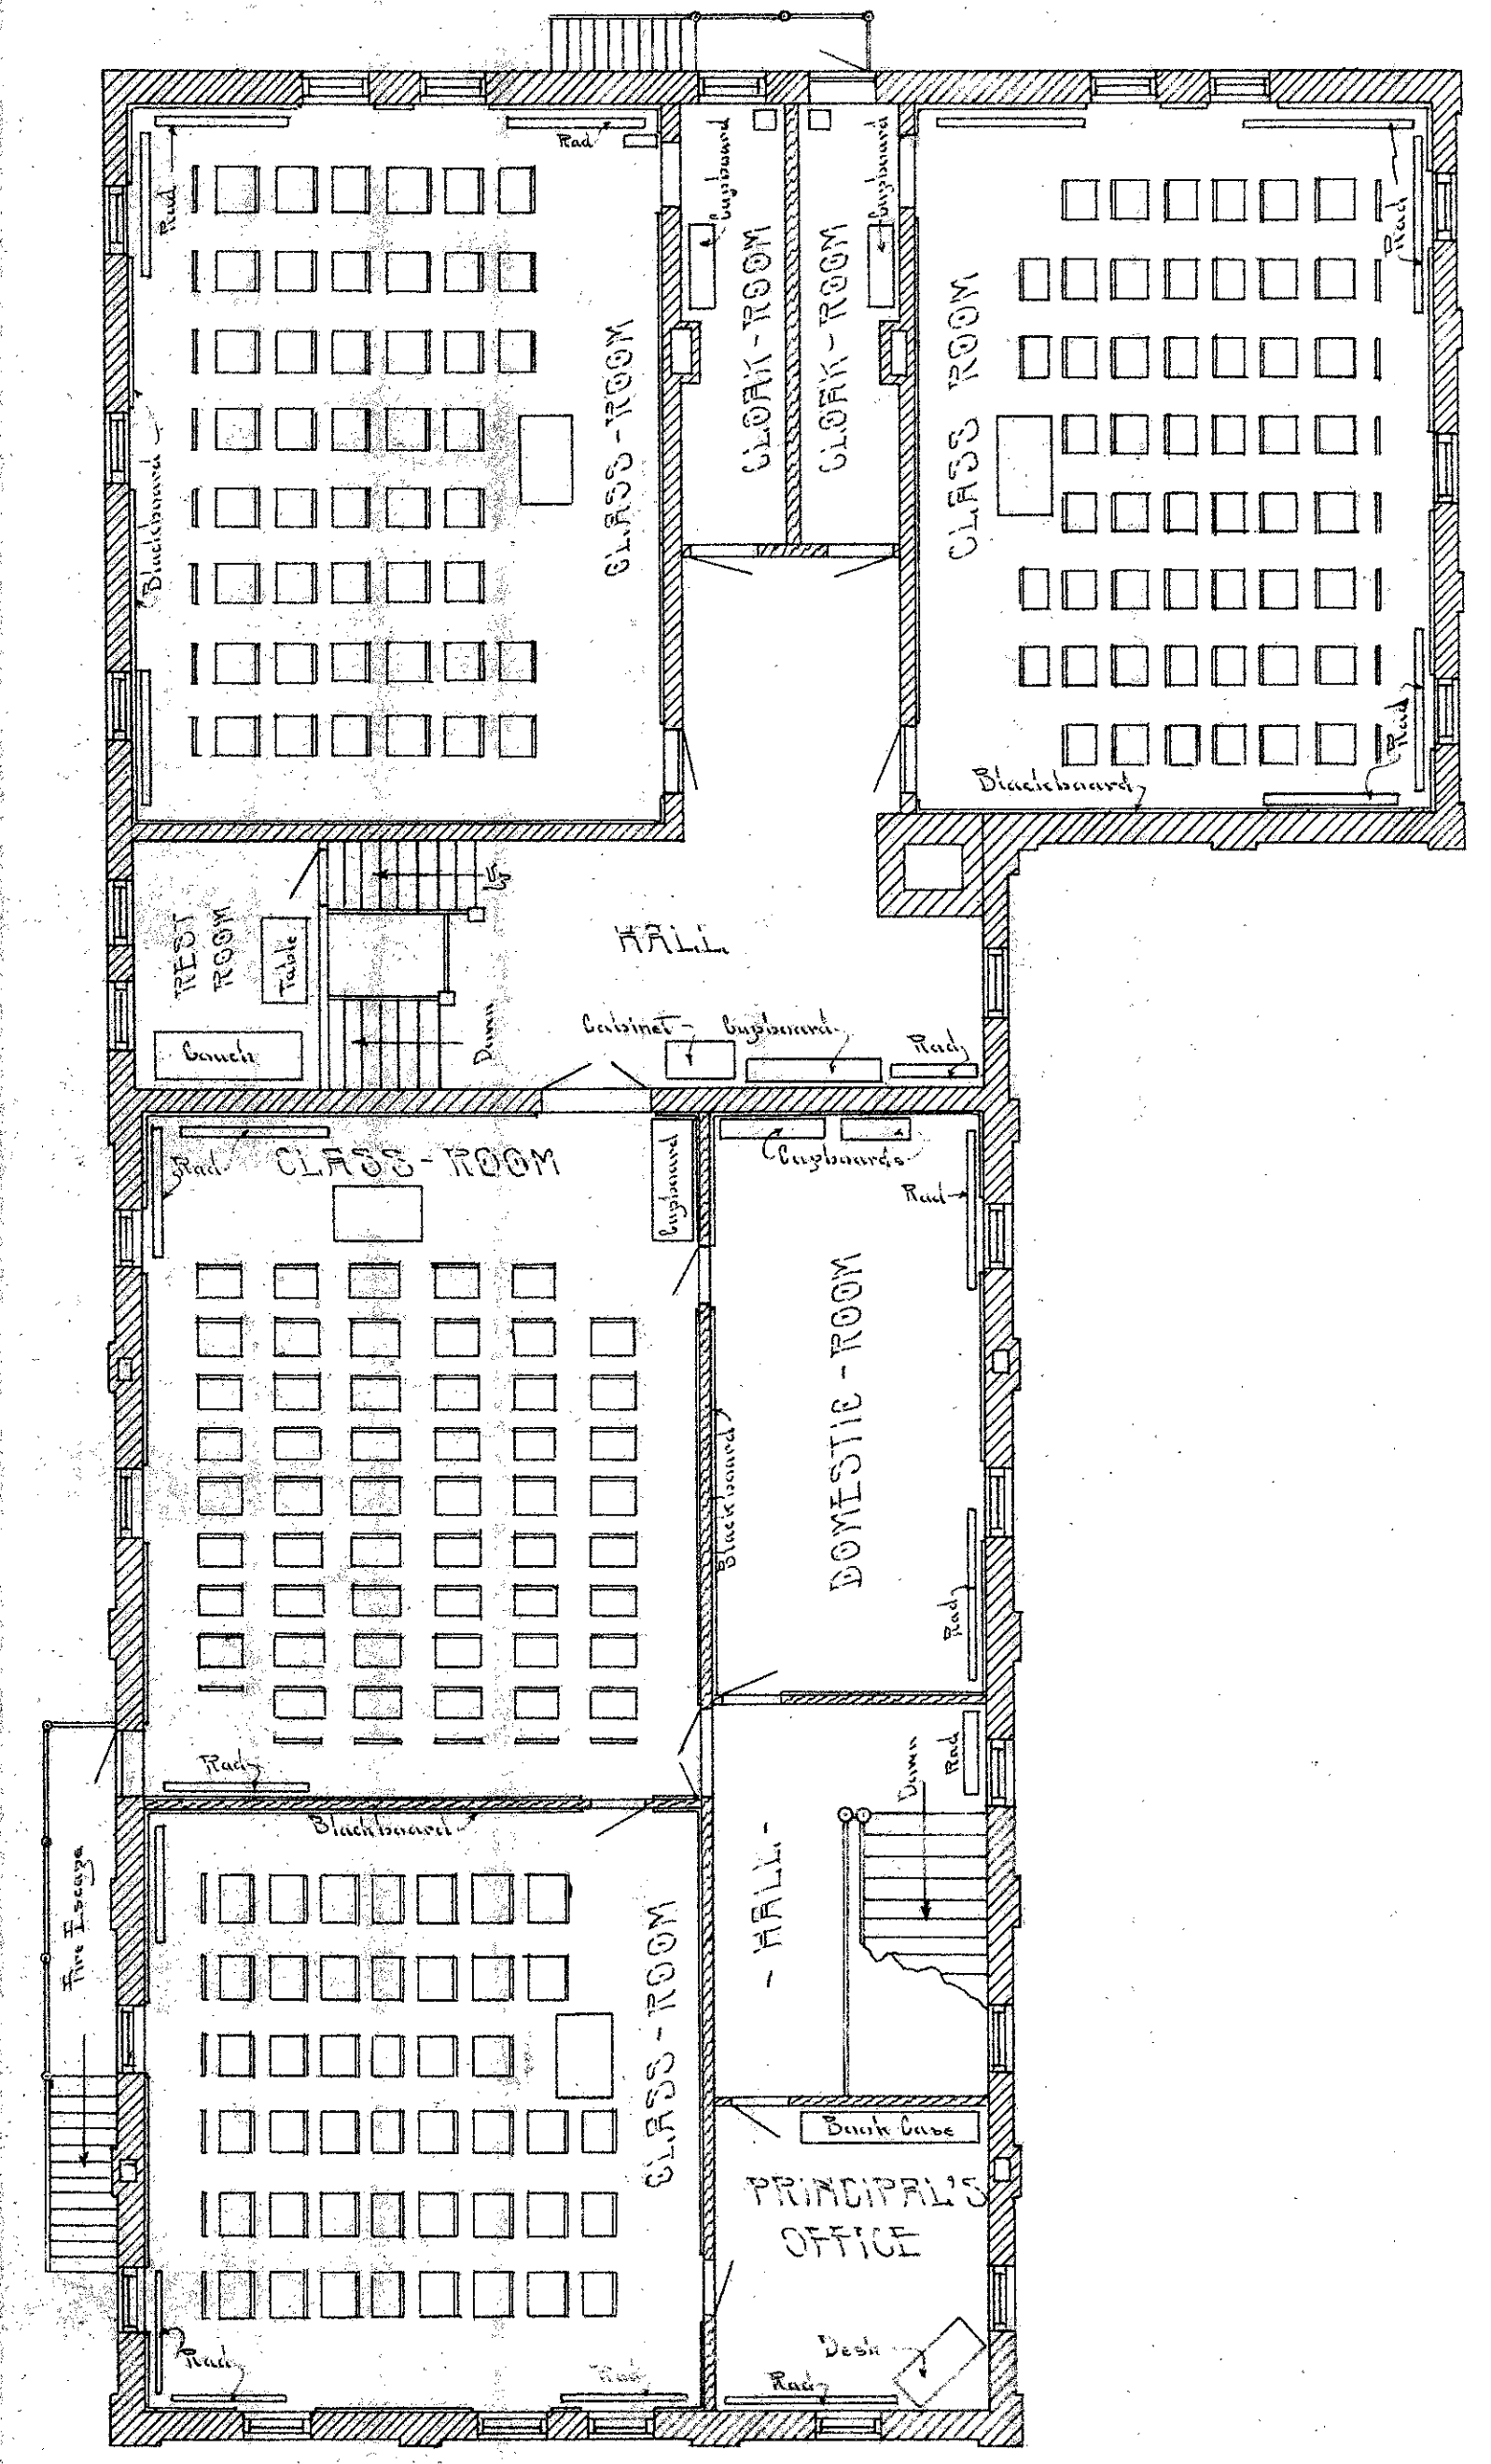 Rad
Rad
Cupboard
Cupboard
Rad
CLOAK-ROOM
CLOAK-ROOM
CLASS-ROOM
CLASS ROOM
Blackboard
Rad
Blackboard
Up
REST
ROOM
Table
HALL
Couch
Down
Cabinet
Cupboard
Rad
Rad
CLASS-ROOM
Cupboard
Cupboards
Rad
DOMESTIC-ROOM
Blackboard
Rad
Rad
Rad
Down
Blackboard
Fire Escape
-HALL-
CLASS-ROOM
Book Case
PRINCIPAL'S
OFFICE
Desk
Rad
Rad
Rad